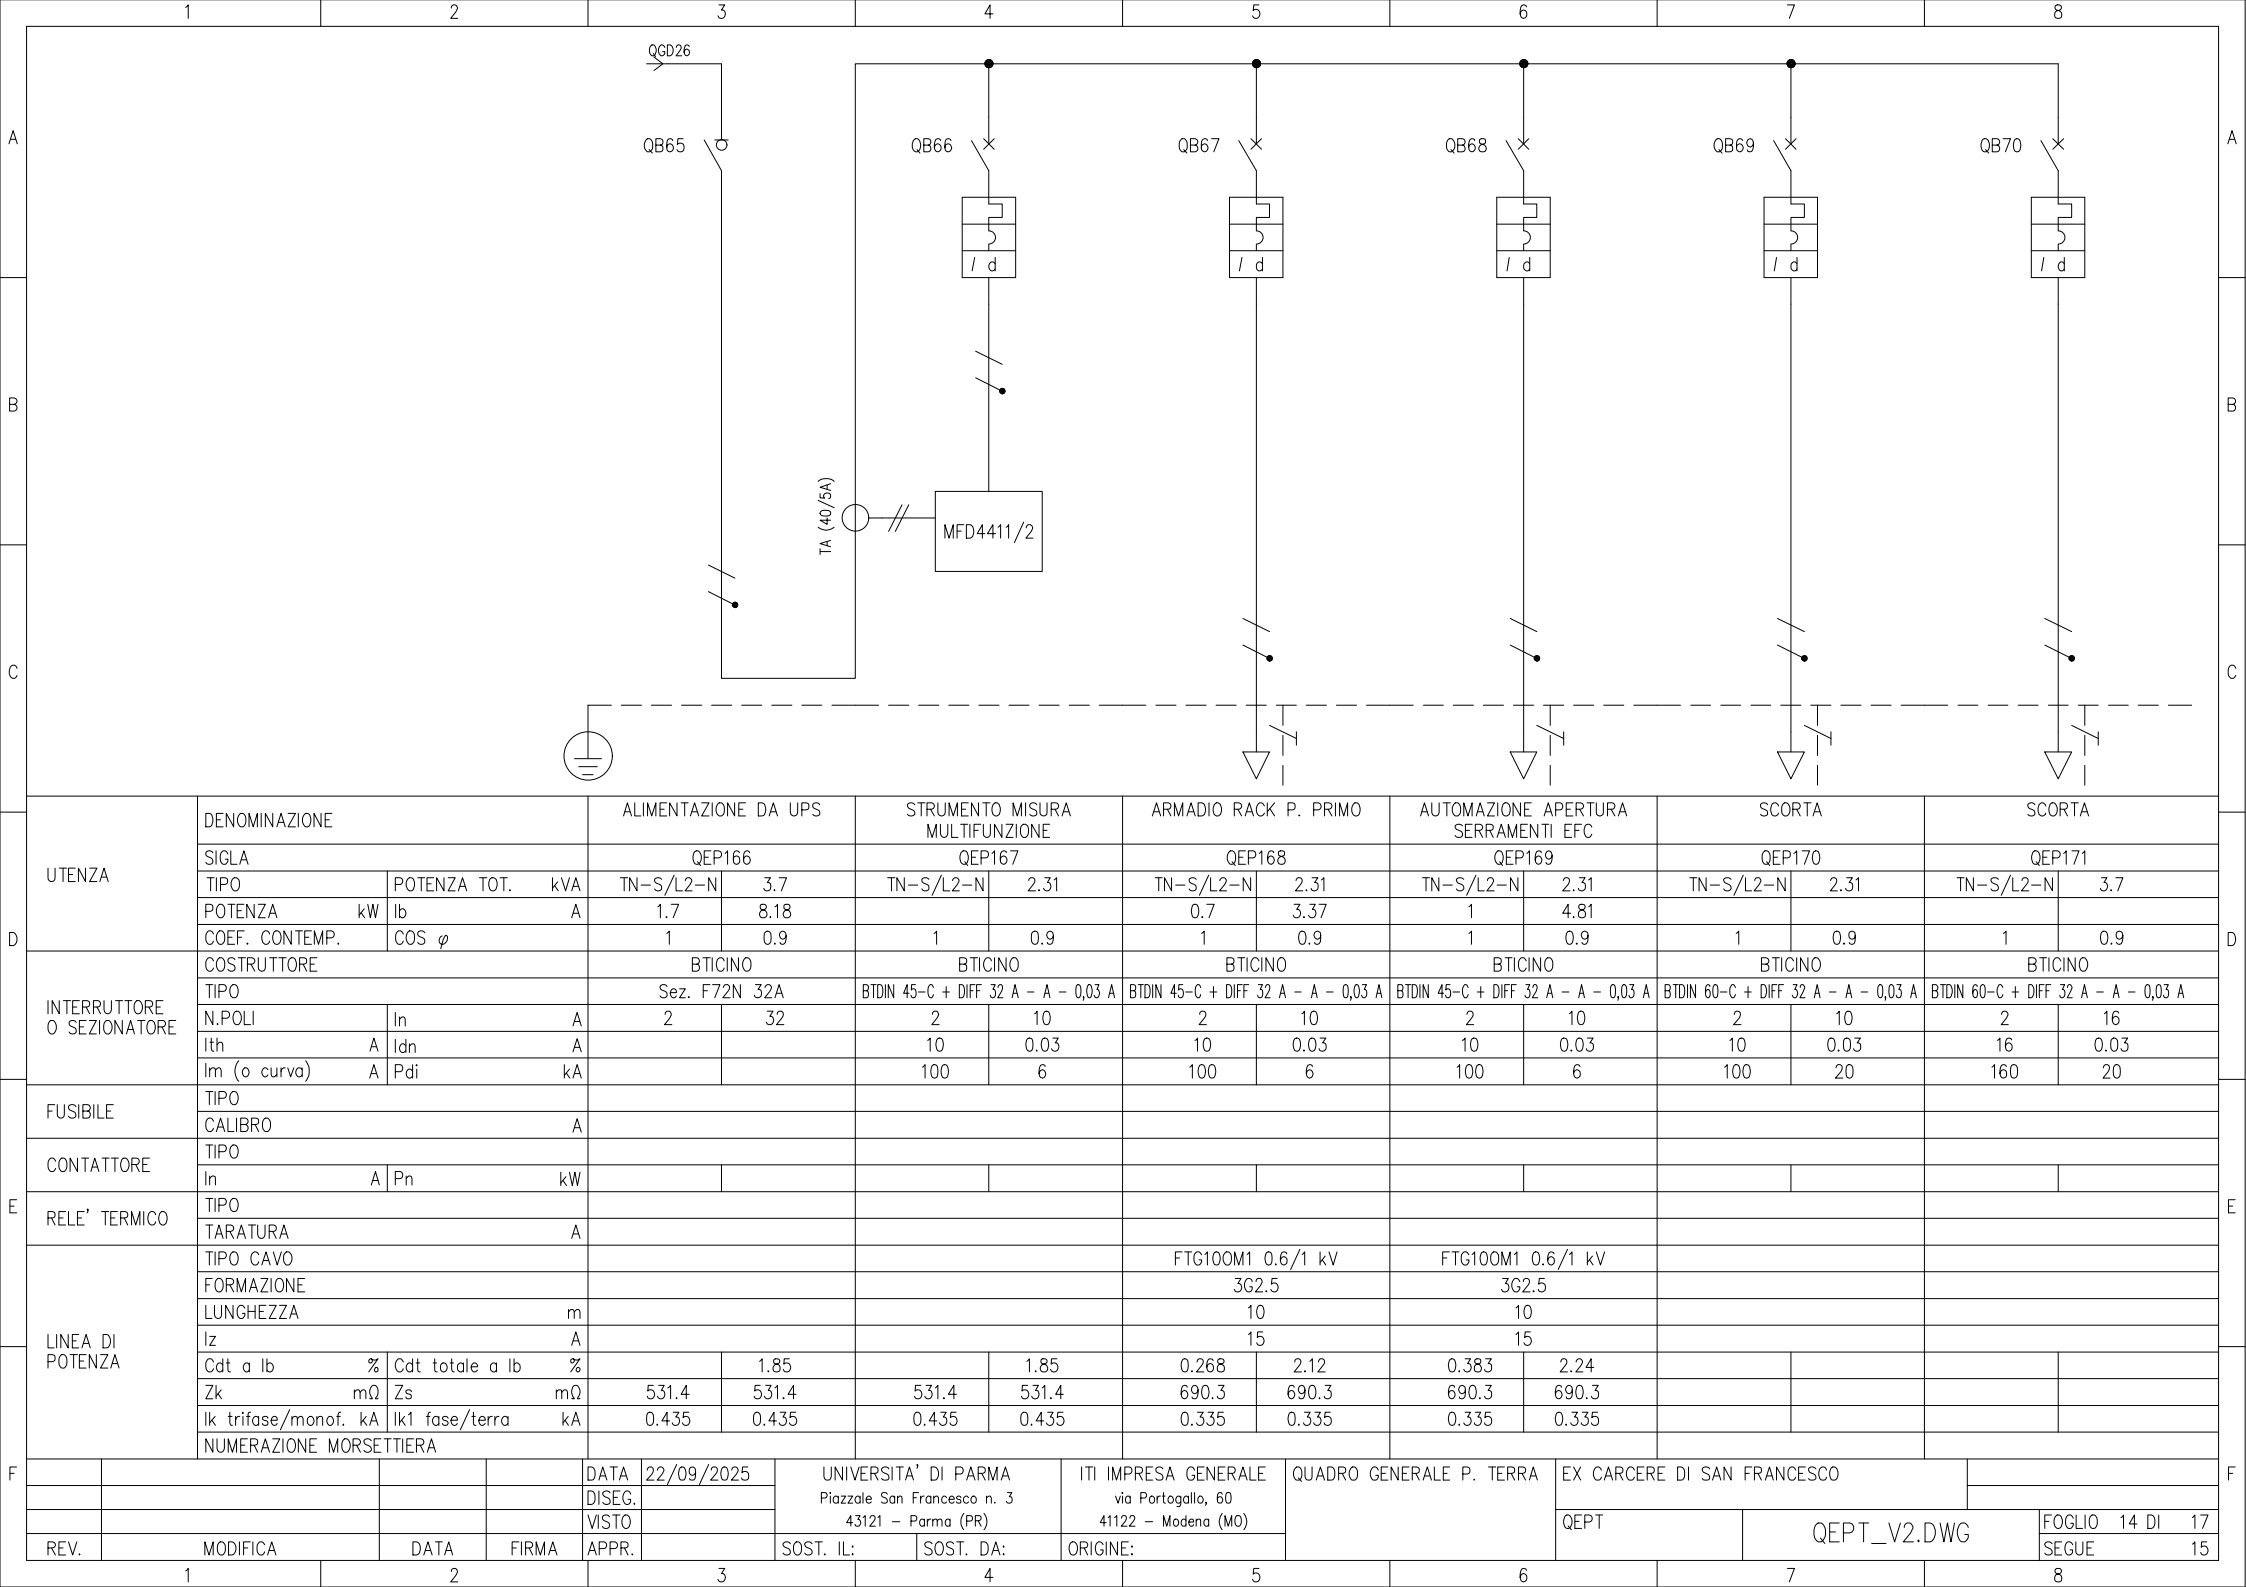 1 2 3 4 5 6 7 8
QGD26
A QB65 QB66 QB67 QB68 QB69 QB70 A
I d I d I d I d I d
B B
TA (40/5A)
MFD4411/2
C C
UTENZA
DENOMINAZIONE ALIMENTAZIONE DA UPS STRUMENTO MISURA ARMADIO RACK P. PRIMO AUTOMAZIONE APERTURA SCORTA SCORTA
MULTIFUNZIONE SERRAMENTI EFC
SIGLA QEP166 QEP167 QEP168 QEP169 QEP170 QEP171
TIPO POTENZA TOT. kVA TN-S/L2-N 3.7 TN-S/L2-N 2.31 TN-S/L2-N 2.31 TN-S/L2-N 2.31 TN-S/L2-N 2.31 TN-S/L2-N 3.7
POTENZA kW Ib A 1.7 8.18 0.7 3.37 1 4.81
D COEF. CONTEMP. COS φ 1 0.9 1 0.9 1 0.9 1 0.9 1 0.9 1 0.9 D
INTERRUTTORE
O SEZIONATORE
COSTRUTTORE BTICINO BTICINO BTICINO BTICINO BTICINO BTICINO
TIPO Sez. F72N 32A BTDIN 45-C + DIFF 32 A - A - 0,03 A BTDIN 45-C + DIFF 32 A - A - 0,03 A BTDIN 45-C + DIFF 32 A - A - 0,03 A BTDIN 60-C + DIFF 32 A - A - 0,03 A BTDIN 60-C + DIFF 32 A - A - 0,03 A
N.POLI In A 2 32 2 10 2 10 2 10 2 10 2 16
Ith A Idn A 10 0.03 10 0.03 10 0.03 10 0.03 16 0.03
Im (o curva) A Pdi kA 100 6 100 6 100 6 100 20 160 20
FUSIBILE
TIPO
CALIBRO A
CONTATTORE
TIPO
In A Pn kW
E RELE' TERMICO E
TIPO
TARATURA A
LINEA DI
POTENZA
TIPO CAVO FTG10OM1 0.6/1 kV FTG10OM1 0.6/1 kV
FORMAZIONE 3G2.5 3G2.5
LUNGHEZZA m 10 10
Iz A 15 15
Cdt a Ib % Cdt totale a Ib % 1.85 1.85 0.268 2.12 0.383 2.24
Zk mΩ Zs mΩ 531.4 531.4 531.4 531.4 690.3 690.3 690.3 690.3
Ik trifase/monof. kA Ik1 fase/terra kA 0.435 0.435 0.435 0.435 0.335 0.335 0.335 0.335
NUMERAZIONE MORSETTIERA
F DATA 22/09/2025 UNIVERSITA' DI PARMA ITI IMPRESA GENERALE QUADRO GENERALE P. TERRA EX CARCERE DI SAN FRANCESCO F
DISEG. Piazzale San Francesco n. 3 via Portogallo, 60
VISTO 43121 - Parma (PR) 41122 - Modena (MO) QEPT QEPT_V2.DWG FOGLIO 14 DI 17
REV. MODIFICA DATA FIRMA APPR. SOST. IL: SOST. DA: ORIGINE: SEGUE 15
1 2 3 4 5 6 7 8